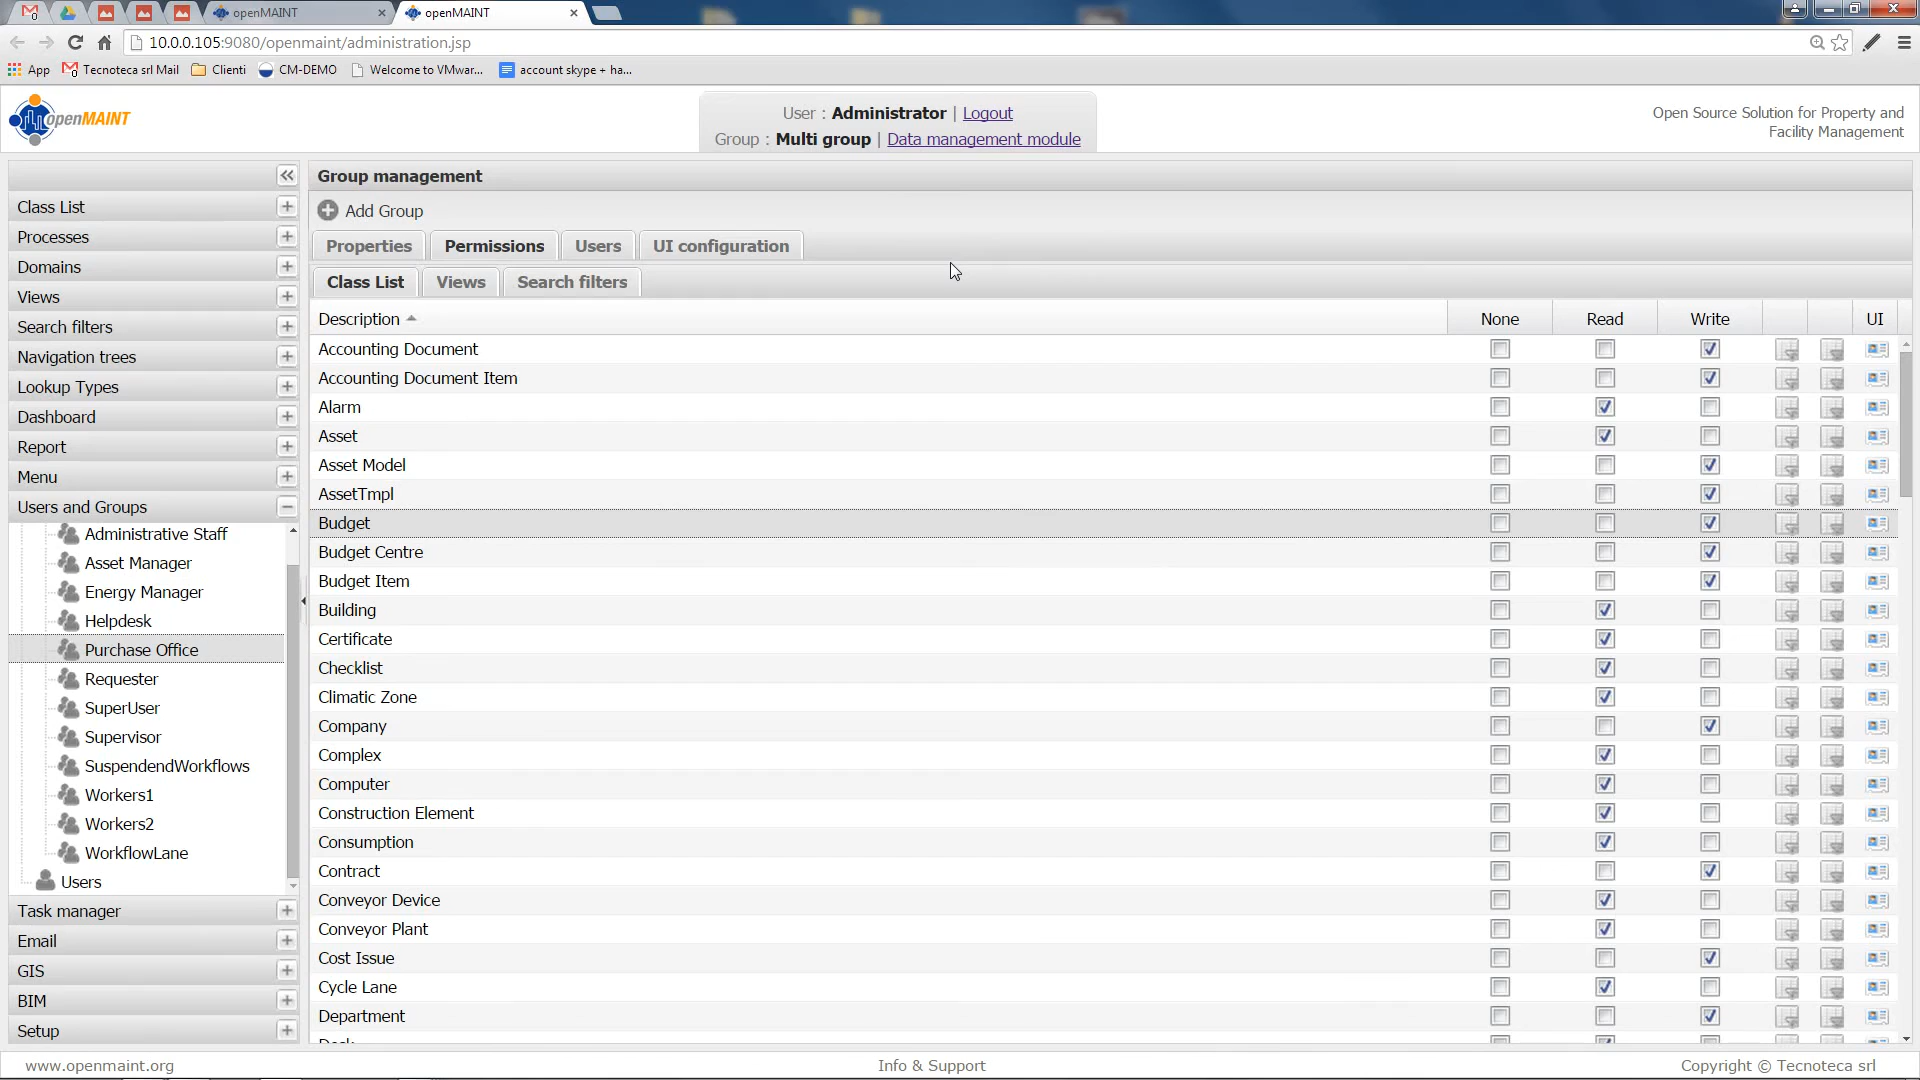 openMAINT
openMAINT
10.0.0.105:9080/openmaint/administration.jsp
App
Tecnoteca srl Mail
Clienti
CM-DEMO
Welcome to VMwar...
account skype + ha...
openMAINT
User : Administrator | Logout
Group : Multi group | Data management module
Open Source Solution for Property and
Facility Management
Class List
Processes
Domains
Views
Search filters
Navigation trees
Lookup Types
Dashboard
Report
Menu
Users and Groups
Administrative Staff
Asset Manager
Energy Manager
Helpdesk
Purchase Office
Requester
SuperUser
Supervisor
SuspendendWorkflows
Workers1
Workers2
WorkflowLane
Users
Task manager
Email
GIS
BIM
Setup
Group management
Add Group
Properties
Permissions
Users
UI configuration
Class List
Views
Search filters
Description None Read Write UI
Accounting Document
Accounting Document Item
Alarm
Asset
Asset Model
AssetTmpl
Budget
Budget Centre
Budget Item
Building
Certificate
Checklist
Climatic Zone
Company
Complex
Computer
Construction Element
Consumption
Contract
Conveyor Device
Conveyor Plant
Cost Issue
Cycle Lane
Department
www.openmaint.org
Info & Support
Copyright © Tecnoteca srl